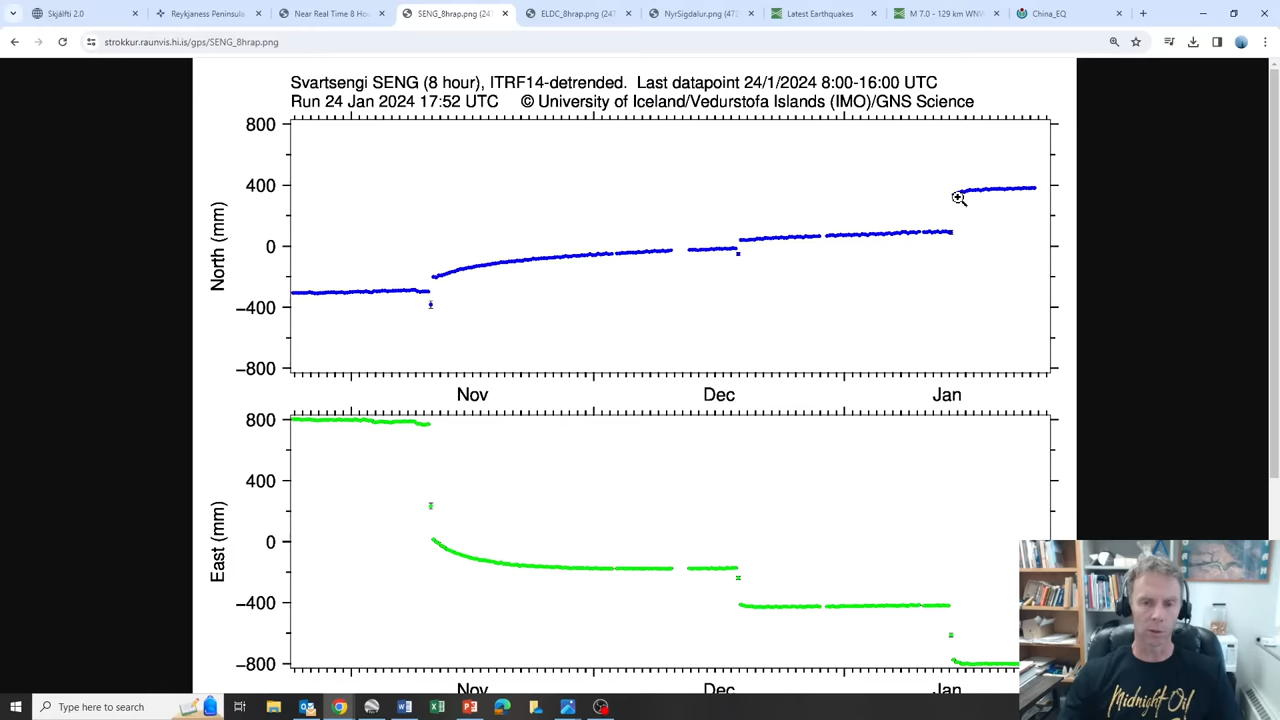 Skjálfti 2.0
Reykjaness Peninsula
Near Real Time 8 Hou
SENG_8hrap.png (24
ELDC_8hrap.png (247
NyrSigdalur.png (473
Latest Earthquakes
M 7.0 - 129 km WNW
China_EQ
strokkur.raunvis.hi.is/gps/SENG_8hrap.png
Svartsengi SENG (8 hour), ITRF14-detrended. Last datapoint 24/1/2024 8:00-16:00 UTC
Run 24 Jan 2024 17:52 UTC © University of Iceland/Vedurstofa Islands (IMO)/GNS Science
800
400
0
−400
−800
North (mm)
Nov Dec Jan
800
400
0
−400
−800
East (mm)
Nov Dec Jan
Midnight Oil
Type here to search